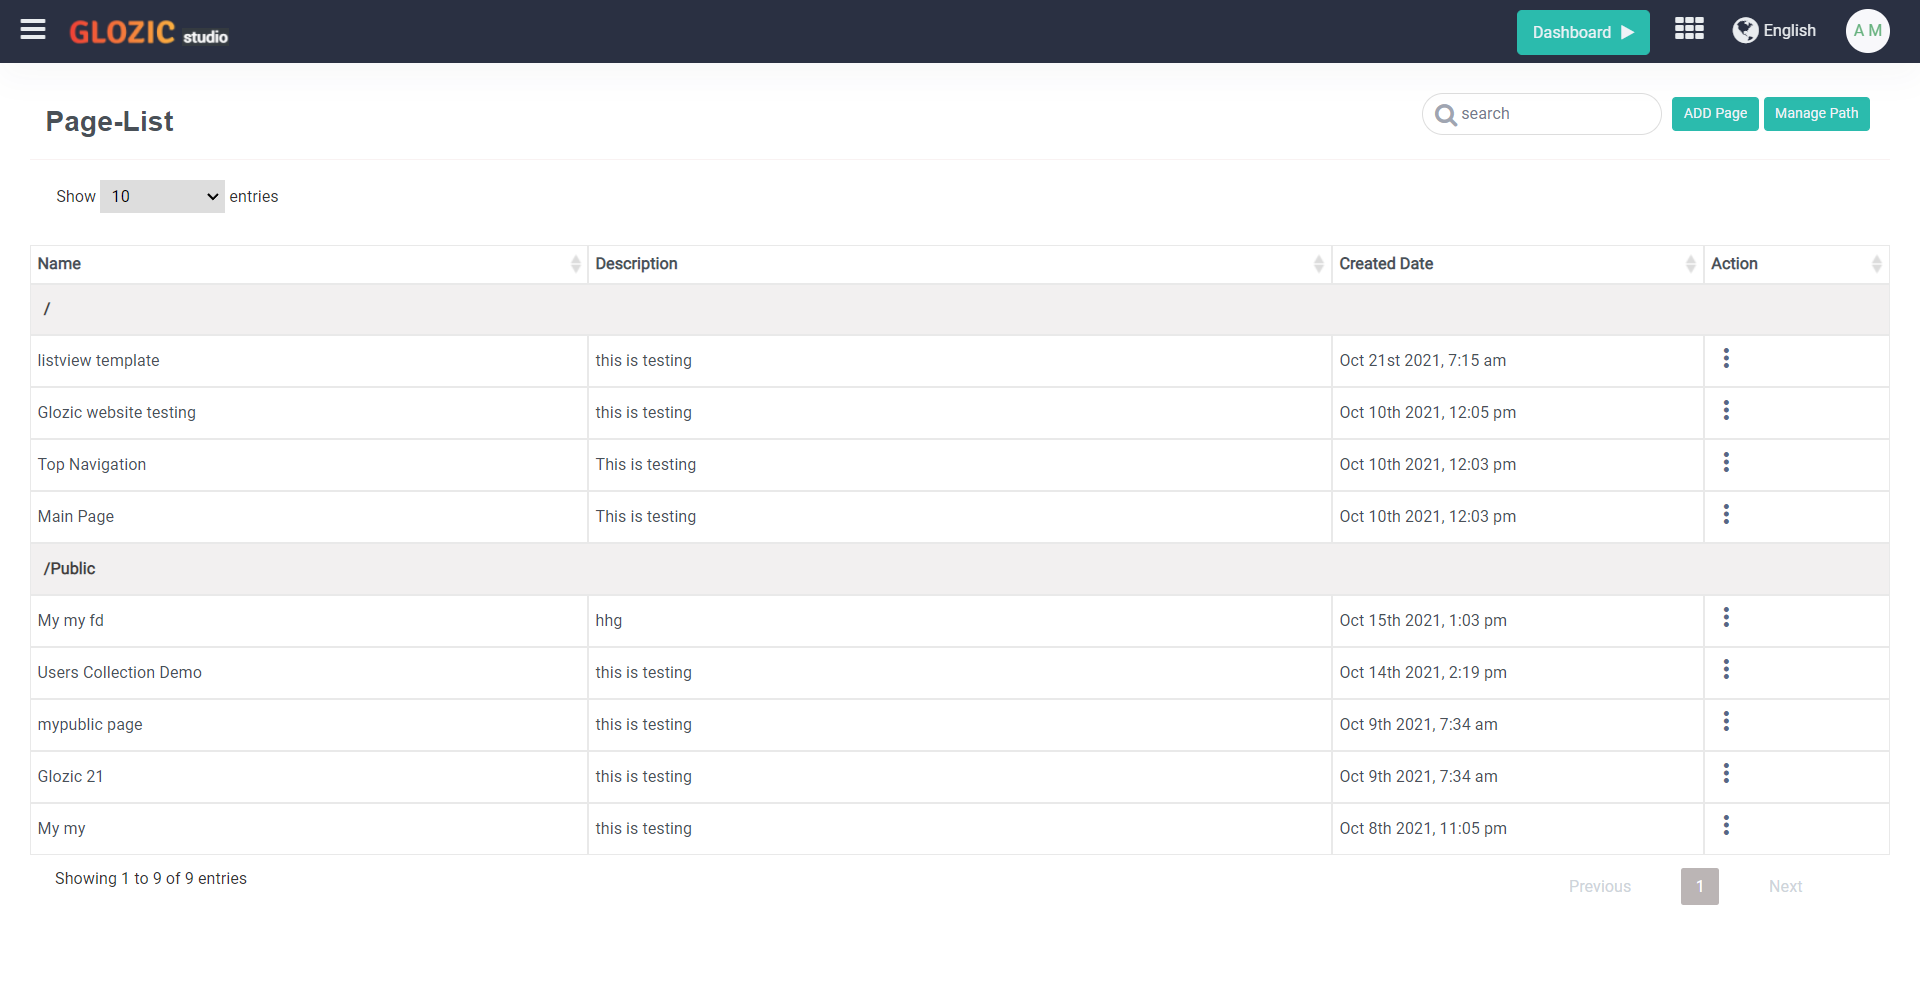 GLOZIC studio
Dashboard
English
A M
Page-List
search
ADD Page
Manage Path
Show 10 entries
Name Description Created Date Action
/
listview template this is testing Oct 21st 2021, 7:15 am
Glozic website testing this is testing Oct 10th 2021, 12:05 pm
Top Navigation This is testing Oct 10th 2021, 12:03 pm
Main Page This is testing Oct 10th 2021, 12:03 pm
/Public
My my fd hhg Oct 15th 2021, 1:03 pm
Users Collection Demo this is testing Oct 14th 2021, 2:19 pm
mypublic page this is testing Oct 9th 2021, 7:34 am
Glozic 21 this is testing Oct 9th 2021, 7:34 am
My my this is testing Oct 8th 2021, 11:05 pm
Showing 1 to 9 of 9 entries
Previous 1 Next